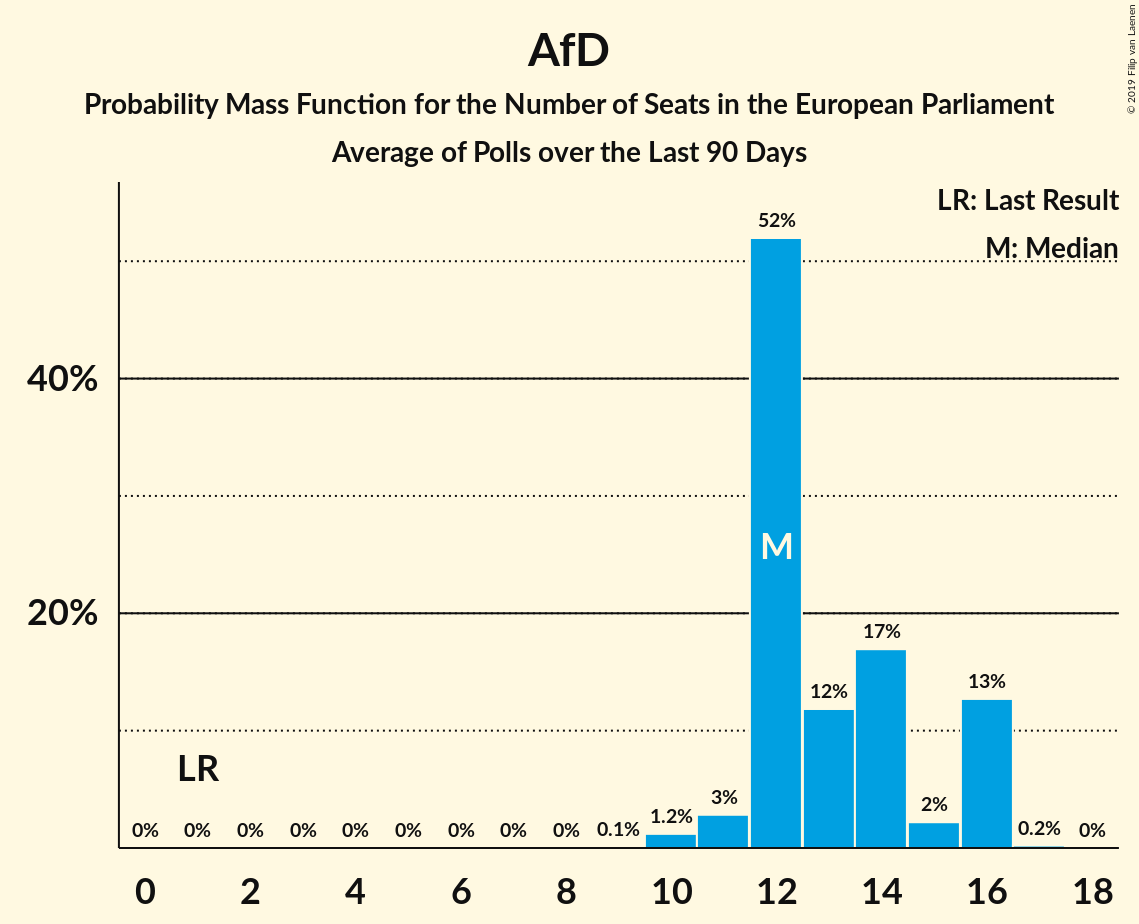 AfD
Probability Mass Function for the Number of Seats in the European Parliament
Average of Polls over the Last 90 Days
© 2019 Filip van Laenen
LR: Last Result
M: Median
52%
40%
M
20%
17%
13%
12%
LR
0% 0% 0% 0% 0% 0% 0% 0% 0% 0.1% 1.2% 3% 2% 0.2% 0%
0 2 4 6 8 10 12 14 16 18